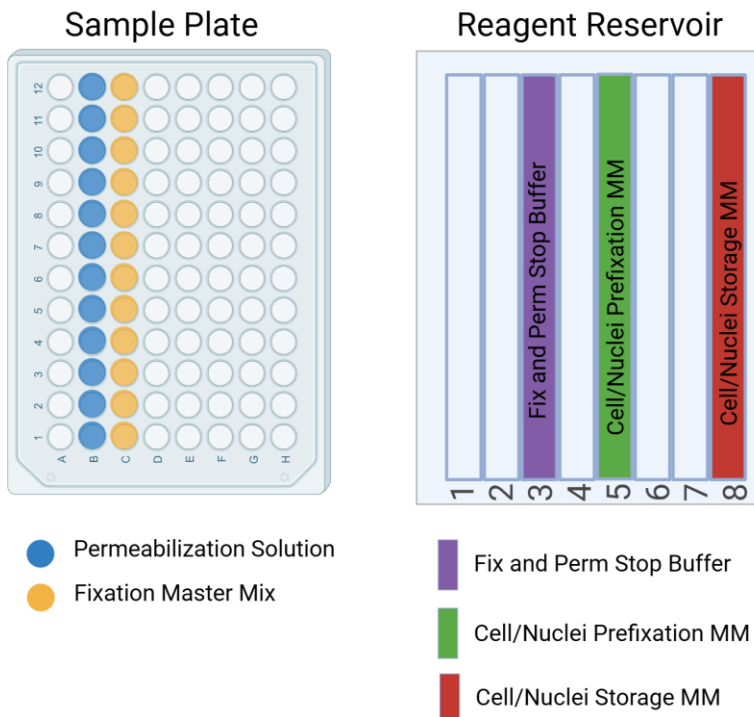 Sample Plate
Reagent Reservoir
12
11
10
9
8
7
6
5
4
3
2
1
A
B
C
D
E
F
G
H
Fix and Perm Stop Buffer
Cell/Nuclei Prefixation MM
Cell/Nuclei Storage MM
1
2
3
4
5
6
7
8
Permeabilization Solution
Fixation Master Mix
Fix and Perm Stop Buffer
Cell/Nuclei Prefixation MM
Cell/Nuclei Storage MM